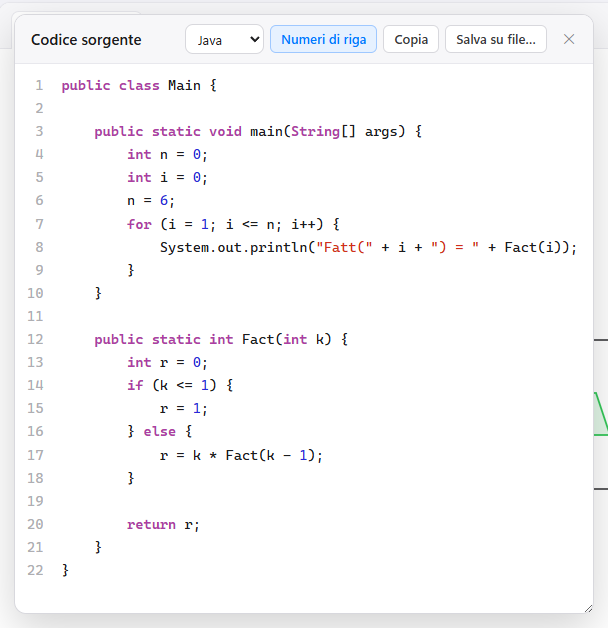 Codice sorgente Java Numeri di riga Copia Salva su file... ×
1 public class Main {
2
3     public static void main(String[] args) {
4         int n = 0;
5         int i = 0;
6         n = 6;
7         for (i = 1; i <= n; i++) {
8             System.out.println("Fatt(" + i + ") = " + Fact(i));
9         }
10     }
11
12     public static int Fact(int k) {
13         int r = 0;
14         if (k <= 1) {
15             r = 1;
16         } else {
17             r = k * Fact(k - 1);
18         }
19
20         return r;
21     }
22 }